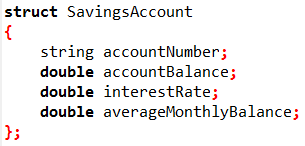 struct SavingsAccount
{
    string accountNumber;
    double accountBalance;
    double interestRate;
    double averageMonthlyBalance;
};